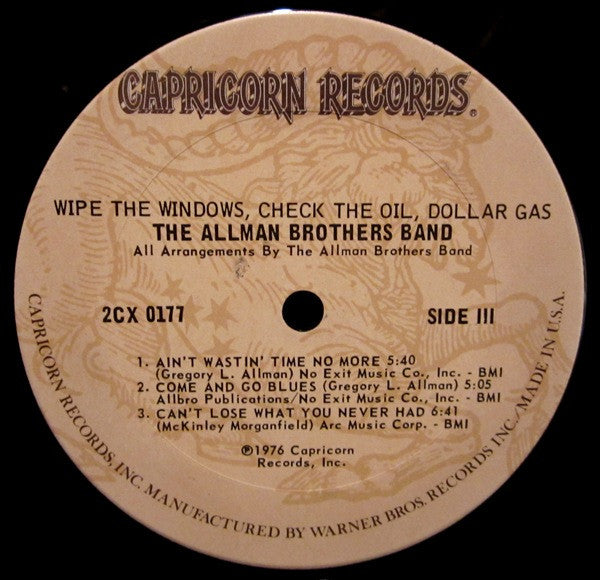 CAPRICORN RECORDS®
WIPE THE WINDOWS, CHECK THE OIL, DOLLAR GAS
THE ALLMAN BROTHERS BAND
All Arrangements By The Allman Brothers Band
2CX 0177
SIDE III
1. AIN'T WASTIN' TIME NO MORE 5:40
(Gregory L. Allman) No Exit Music Co., Inc. - BMI
2. COME AND GO BLUES (Gregory L. Allman) 5:05
Allbro Publications/No Exit Music Co., Inc. - BMI
3. CAN'T LOSE WHAT YOU NEVER HAD 6:41
(McKinley Morganfield) Arc Music Corp. - BMI
℗1976 Capricorn
Records, Inc.
CAPRICORN RECORDS, INC. MANUFACTURED BY WARNER BROS. RECORDS INC./MADE IN U.S.A.